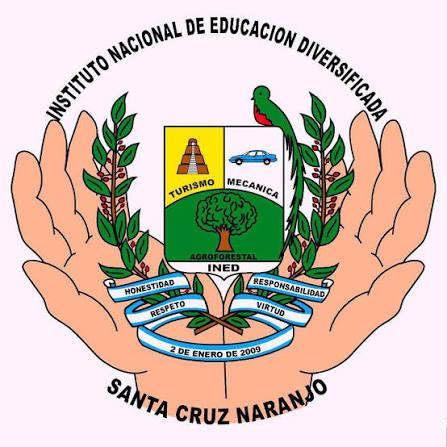 INSTITUTO NACIONAL DE EDUCACION DIVERSIFICADA
TURISMO
MECANICA
AGROFORESTAL
INED
HONESTIDAD
RESPONSABILIDAD
RESPETO
VIRTUD
2 DE ENERO DE 2009
SANTA CRUZ NARANJO